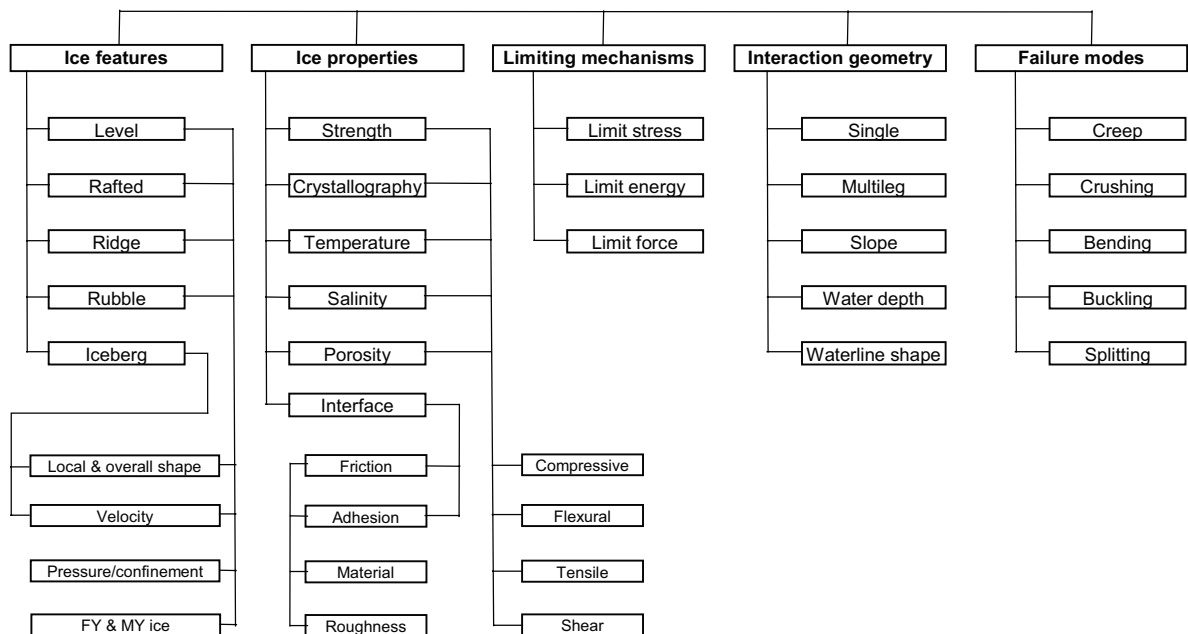 Ice features
Ice properties
Limiting mechanisms
Interaction geometry
Failure modes
Level
Strength
Limit stress
Single
Creep
Rafted
Crystallography
Limit energy
Multileg
Crushing
Ridge
Temperature
Limit force
Slope
Bending
Rubble
Salinity
Water depth
Buckling
Iceberg
Porosity
Waterline shape
Splitting
Interface
Local & overall shape
Friction
Compressive
Velocity
Adhesion
Flexural
Pressure/confinement
Material
Tensile
FY & MY ice
Roughness
Shear